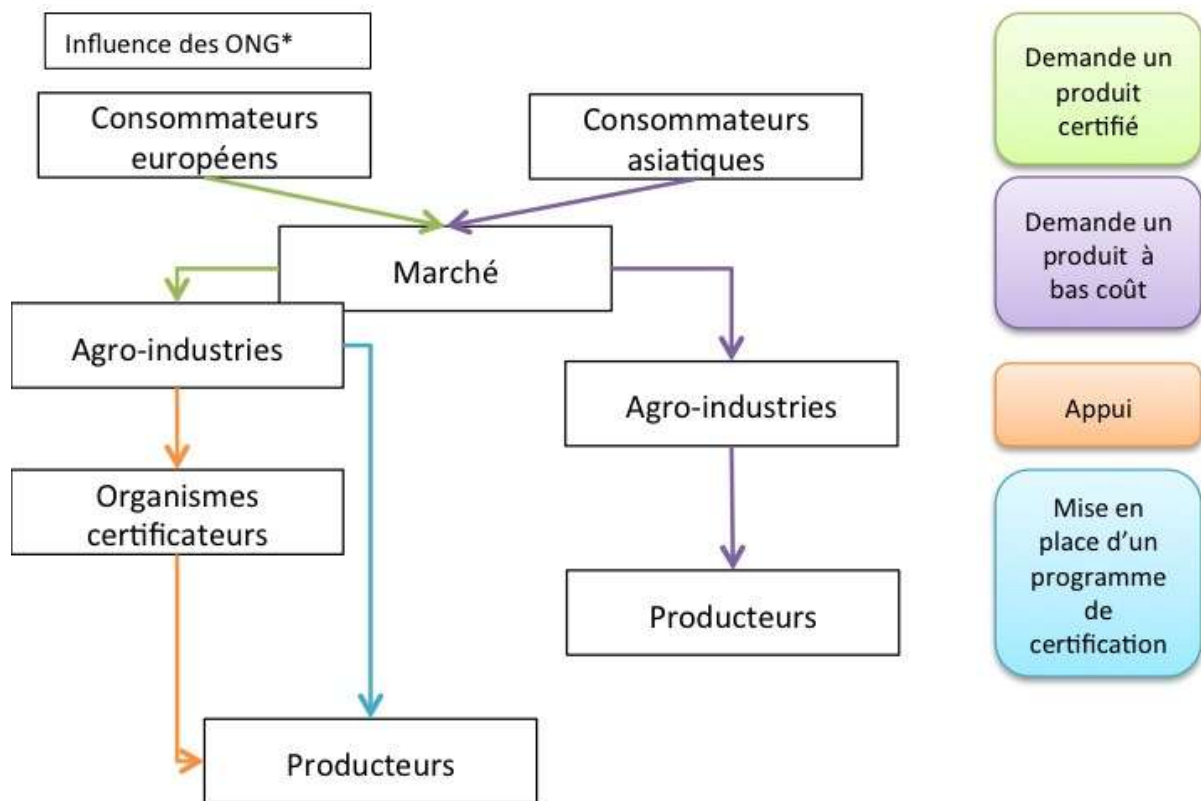 Influence des ONG*
Consommateurs
européens
Consommateurs
asiatiques
Marché
Agro-industries
Agro-industries
Organismes
certificateurs
Producteurs
Producteurs
Demande un
produit
certifié
Demande un
produit à
bas coût
Appui
Mise en
place d’un
programme
de
certification